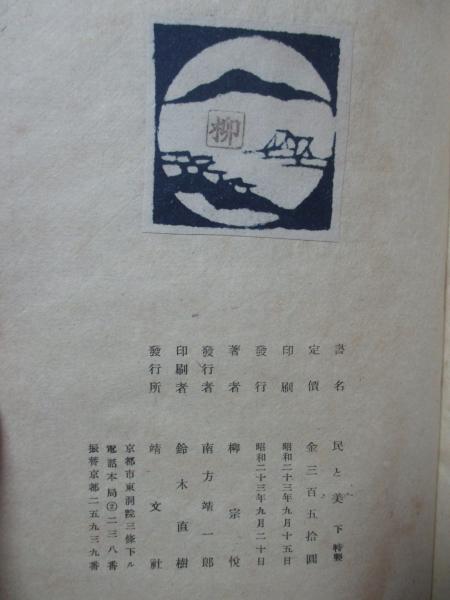 柳
書名 民と美 下 特製
定價 金三百五拾圓
印刷 昭和二十三年九月十五日
發行 昭和二十三年九月二十日
著者 柳宗悅
發行者 南方靖一郎
印刷者 鈴木直樹
發行所 靖文社
京都市東洞院三條下ル
電話本局②二三八番
振替京都二五九三九番